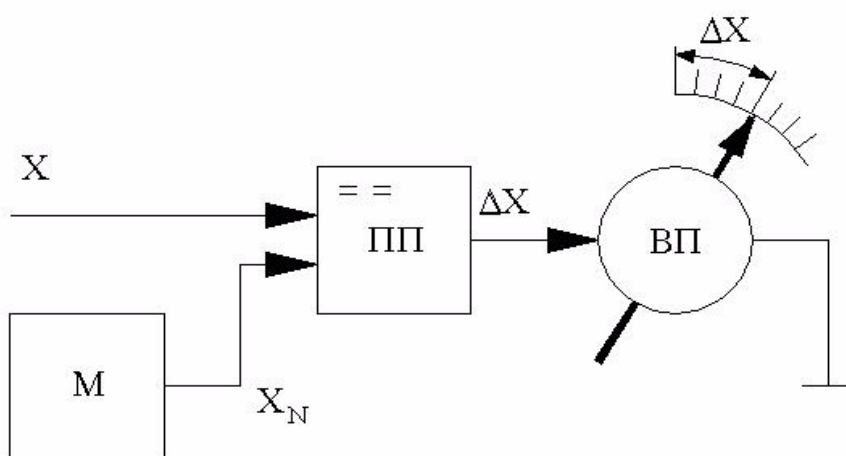 ΔX
X
= =
ПП
ΔX
ВП
М
X_N